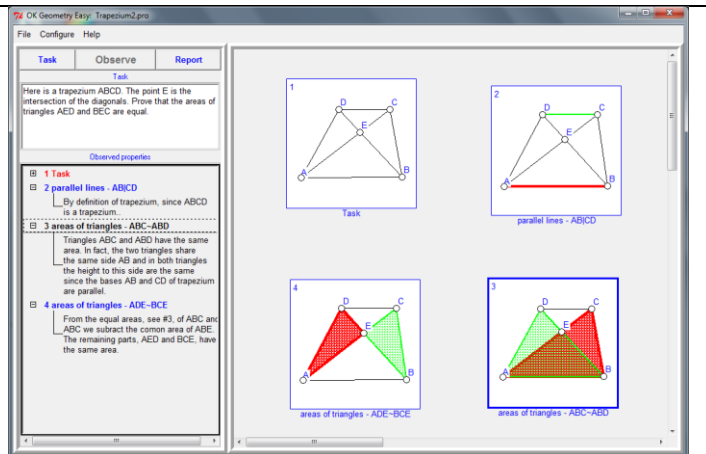 OK Geometry Easy: Trapezium2.pro
File Configure Help
Task Observe Report
Task
Here is a trapezium ABCD. The point E is the
intersection of the diagonals. Prove that the areas of
triangles AED and BEC are equal.
Observed properties
1 Task
2 parallel lines - AB|CD
By definition of trapezium, since ABCD
is a trapezium..
3 areas of triangles - ABC~ABD
Triangles ABC and ABD have the same
area. In fact, the two triangles share
the same side AB and in both triangles
the height to this side are the same
since the bases AB and CD of trapezium
are parallel.
4 areas of triangles - ADE~BCE
From the equal areas, see #3, of ABC and
ABC we subract the comon area of ABE.
The remaining parts, AED and BCE, have
the same area.
1
D C
E
A B
Task
2
D C
E
A B
parallel lines - AB|CD
4
D C
E
A B
areas of triangles - ADE~BCE
3
D C
E
A B
areas of triangles - ABC~ABD